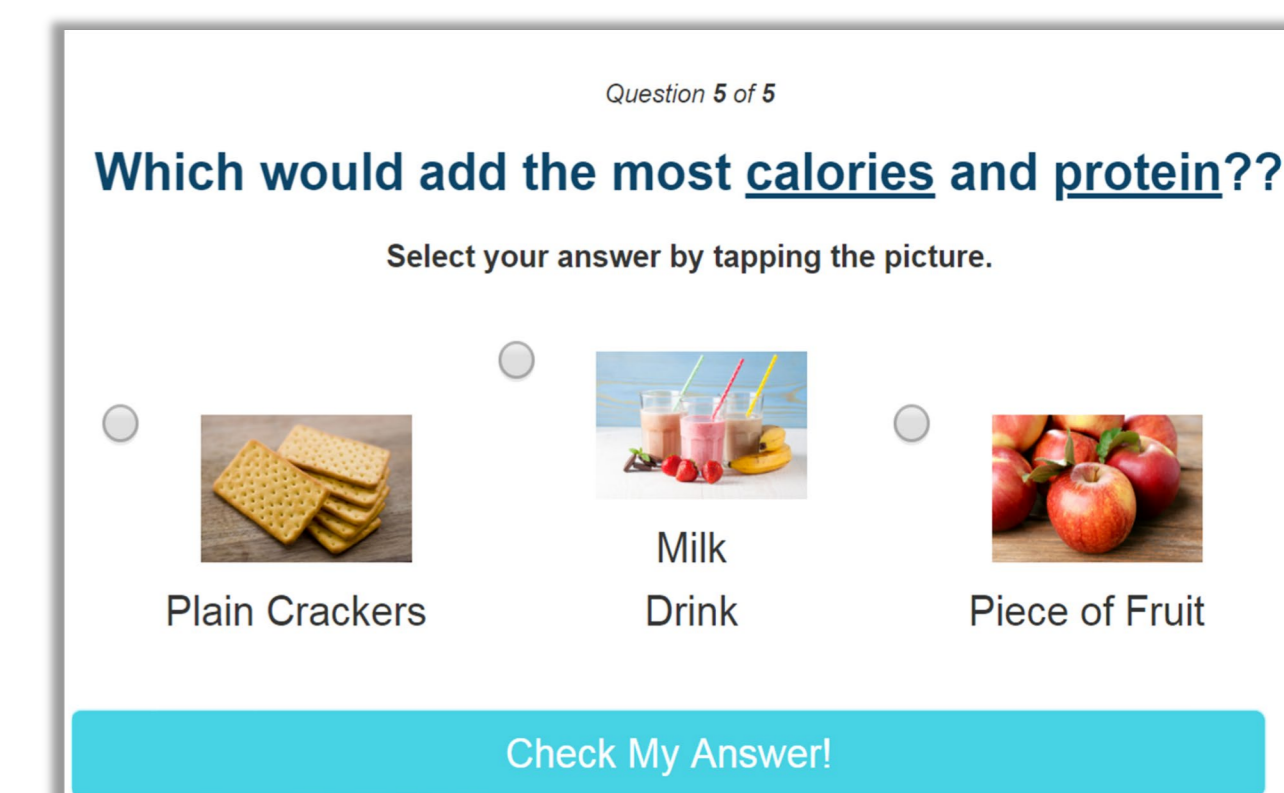 Question 5 of 5
Which would add the most calories and protein??
Select your answer by tapping the picture.
Plain Crackers
Milk
Drink
Piece of Fruit
Check My Answer!